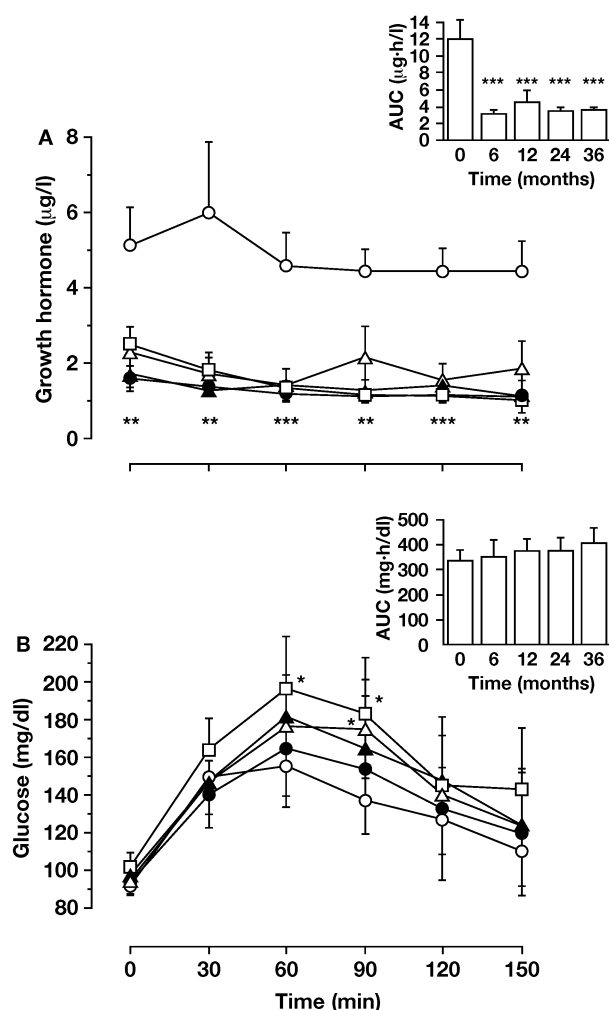 14
12
10
8
6
4
2
0
AUC (µg·h/l)
*** *** *** ***
0 6 12 24 36
Time (months)
A
8
6
4
2
0
Growth hormone (µg/l)
** ** *** ** *** **
500
400
300
200
100
0
AUC (mg·h/dl)
0 6 12 24 36
Time (months)
B
220
200
180
160
140
120
100
80
Glucose (mg/dl)
*
*
*
0 30 60 90 120 150
Time (min)